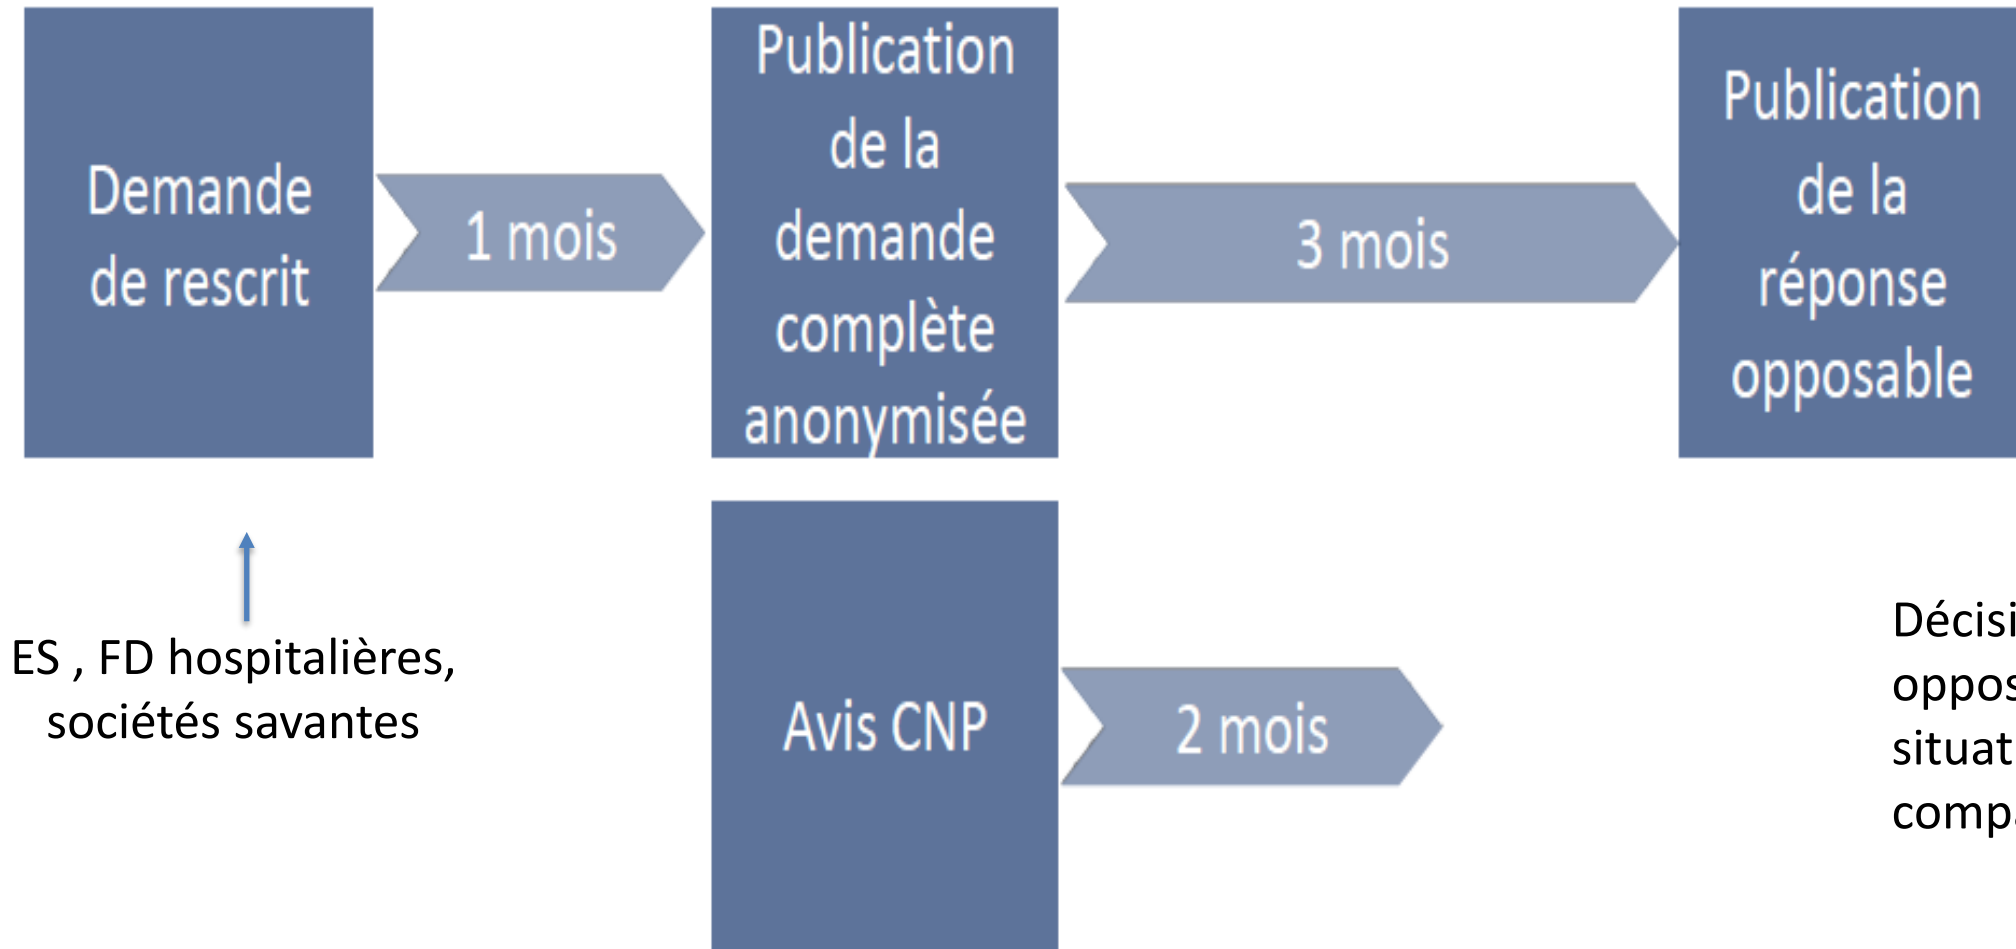 Demande
de rescrit
1 mois
Publication
de la
demande
complète
anonymisée
3 mois
Publication
de la
réponse
opposable
ES , FD hospitalières,
sociétés savantes
Avis CNP
2 mois